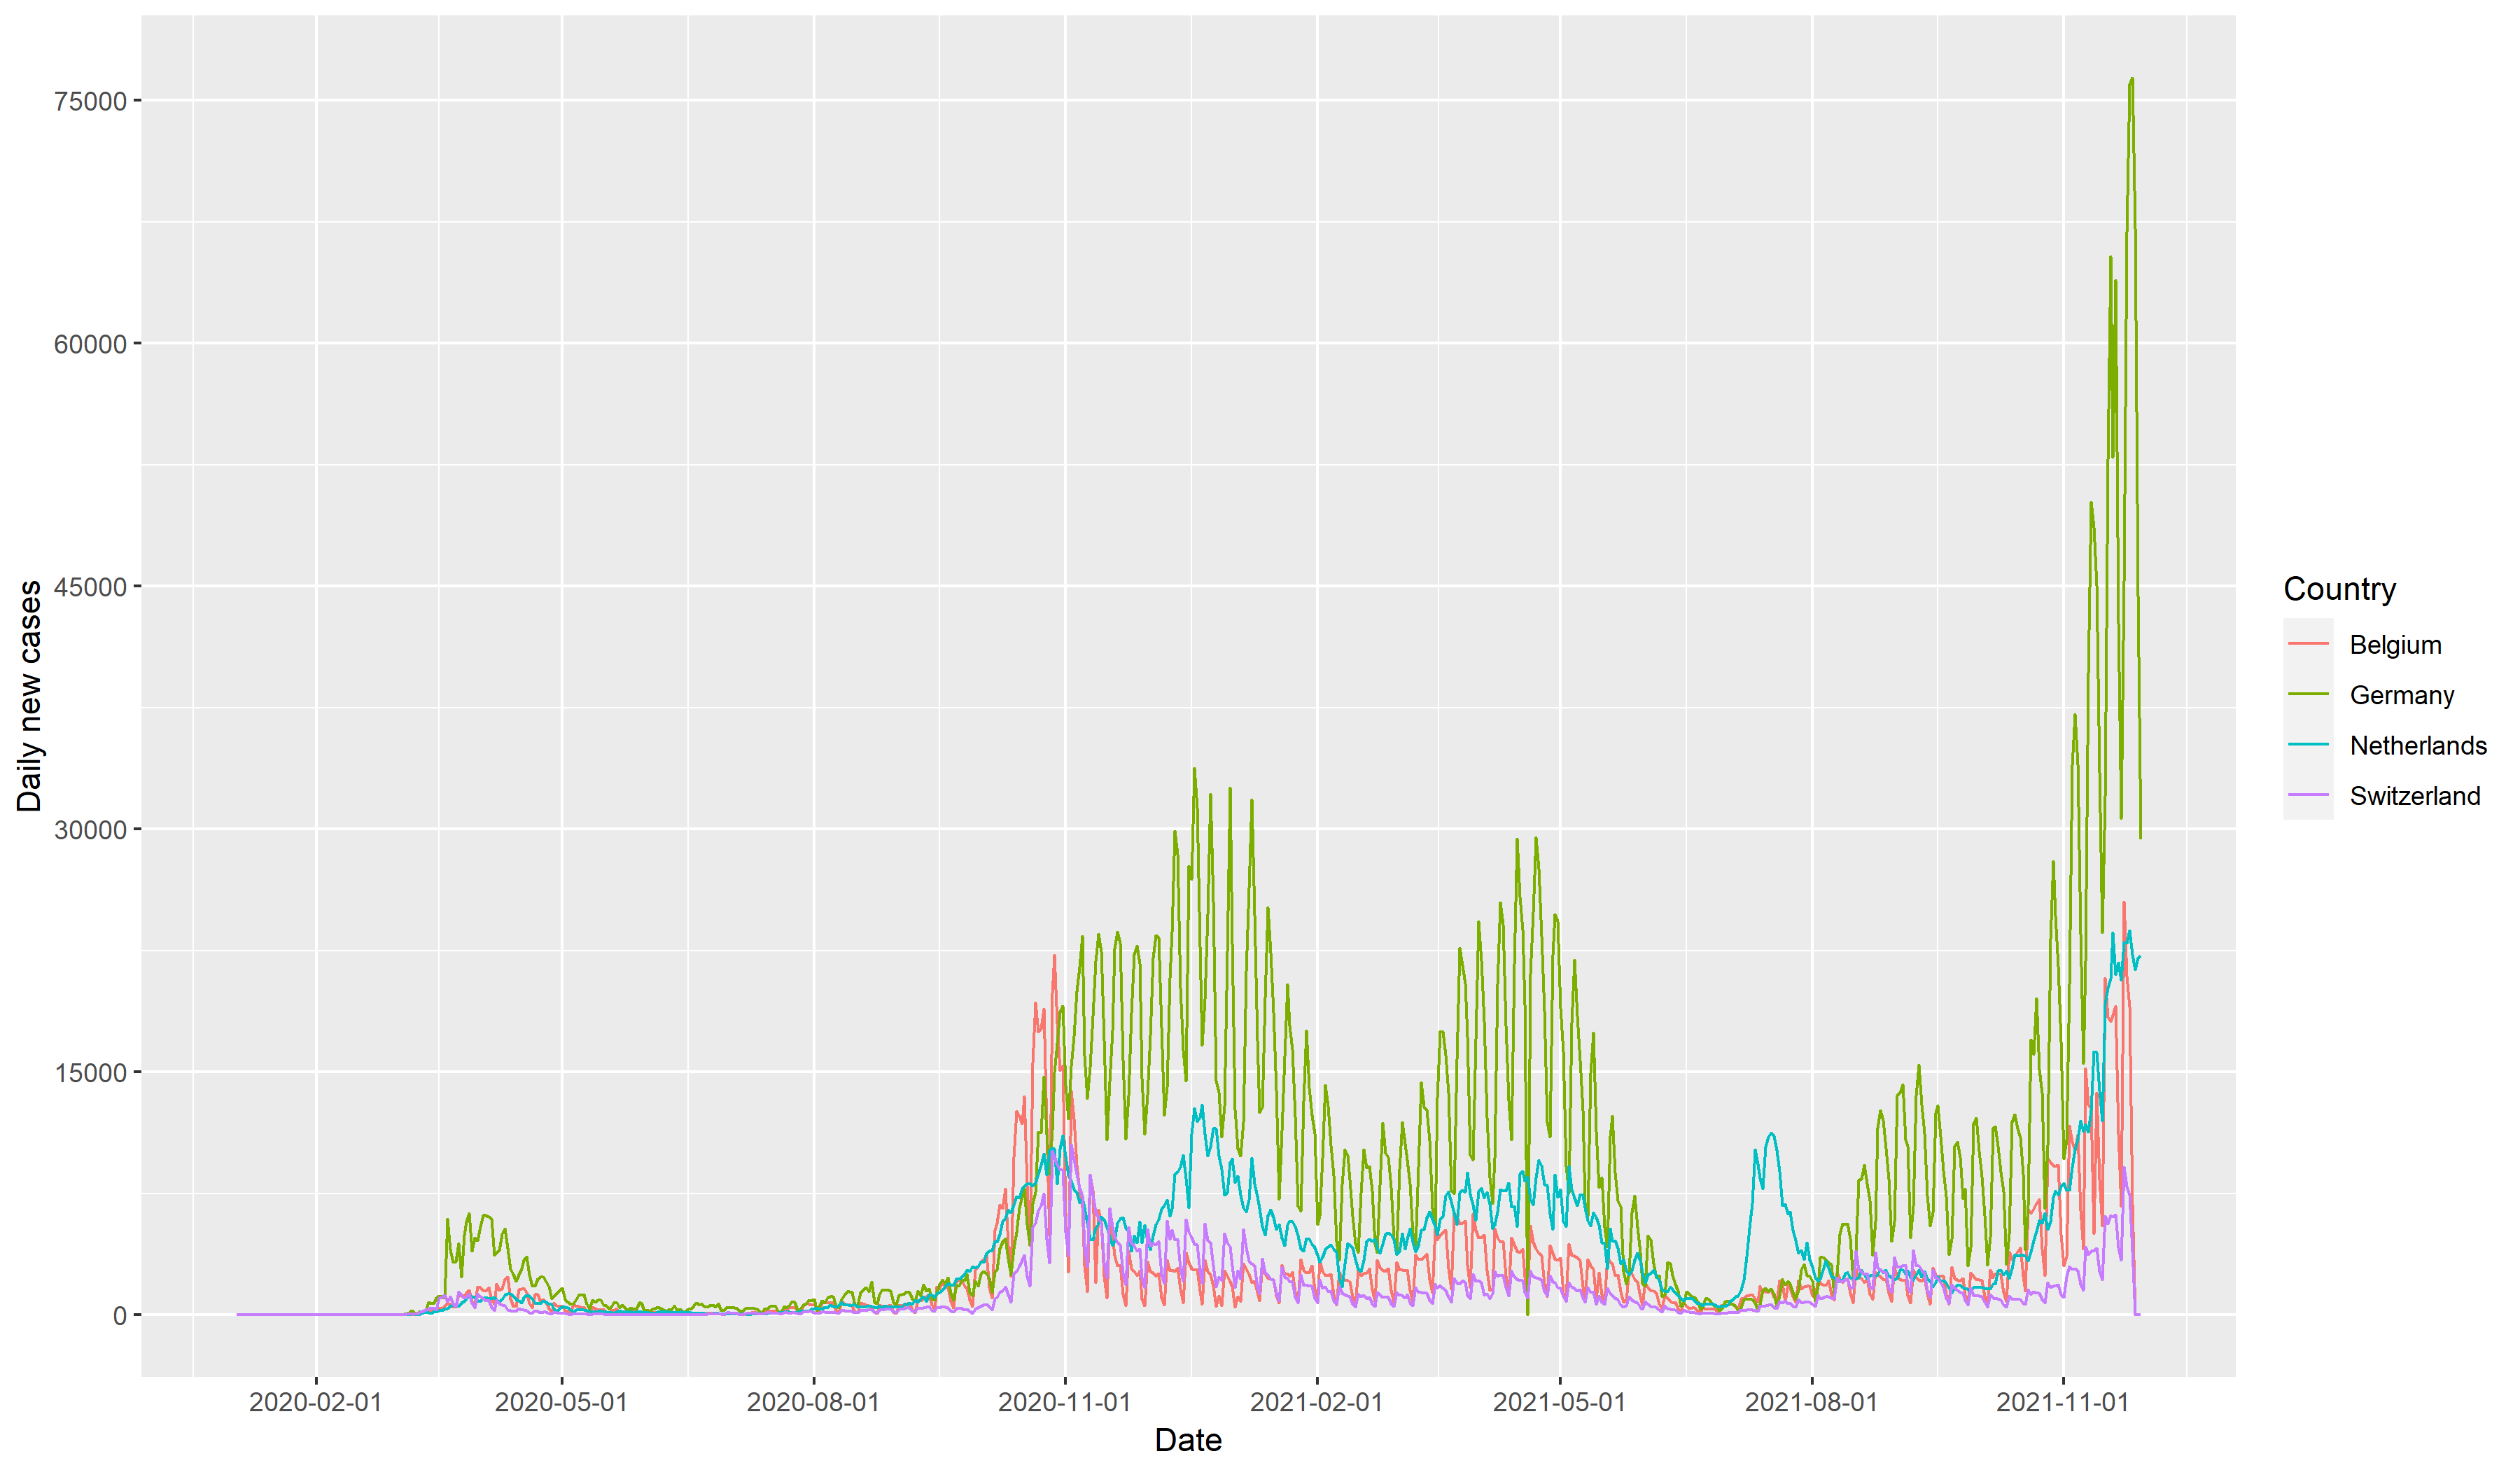 75000
60000
45000
30000
15000
0
Daily new cases
2020-02-01
2020-05-01
2020-08-01
2020-11-01
2021-02-01
2021-05-01
2021-08-01
2021-11-01
Date
Country
Belgium
Germany
Netherlands
Switzerland